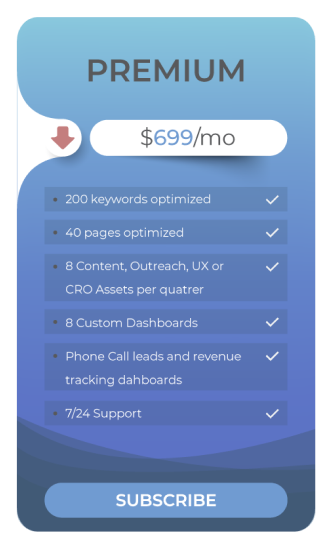 PREMIUM
$699/mo
• 200 keywords optimized
• 40 pages optimized
• 8 Content, Outreach, UX or
CRO Assets per quatrer
• 8 Custom Dashboards
• Phone Call leads and revenue
tracking dahboards
• 7/24 Support
SUBSCRIBE